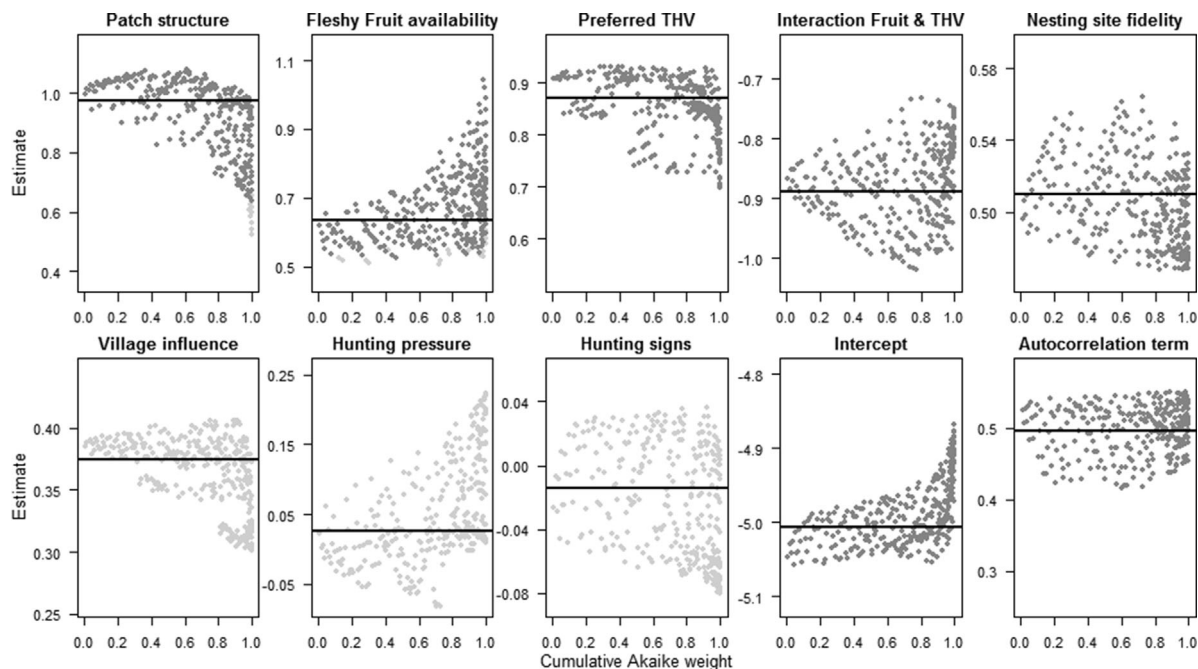 Patch structure
Fleshy Fruit availability
Preferred THV
Interaction Fruit & THV
Nesting site fidelity
Estimate
1.0
0.8
0.6
0.4
1.1
0.9
0.7
0.5
0.9
0.8
0.7
0.6
-0.7
-0.8
-0.9
-1.0
0.58
0.54
0.50
0.0 0.2 0.4 0.6 0.8 1.0
0.0 0.2 0.4 0.6 0.8 1.0
0.0 0.2 0.4 0.6 0.8 1.0
0.0 0.2 0.4 0.6 0.8 1.0
0.0 0.2 0.4 0.6 0.8 1.0
Village influence
Hunting pressure
Hunting signs
Intercept
Autocorrelation term
Estimate
0.40
0.35
0.30
0.25
0.25
0.15
0.05
-0.05
0.04
0.00
-0.04
-0.08
-4.8
-4.9
-5.0
-5.1
0.5
0.4
0.3
0.0 0.2 0.4 0.6 0.8 1.0
0.0 0.2 0.4 0.6 0.8 1.0
0.0 0.2 0.4 0.6 0.8 1.0
0.0 0.2 0.4 0.6 0.8 1.0
0.0 0.2 0.4 0.6 0.8 1.0
Cumulative Akaike weight